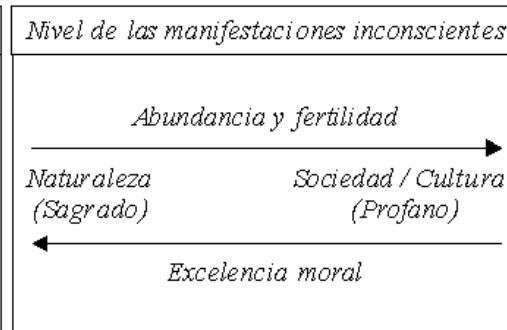 Nivel de las manifestaciones inconscientes
Abundancia y fertilidad
Naturaleza Sociedad / Cultura
(Sagrado) (Profano)
Excelencia moral